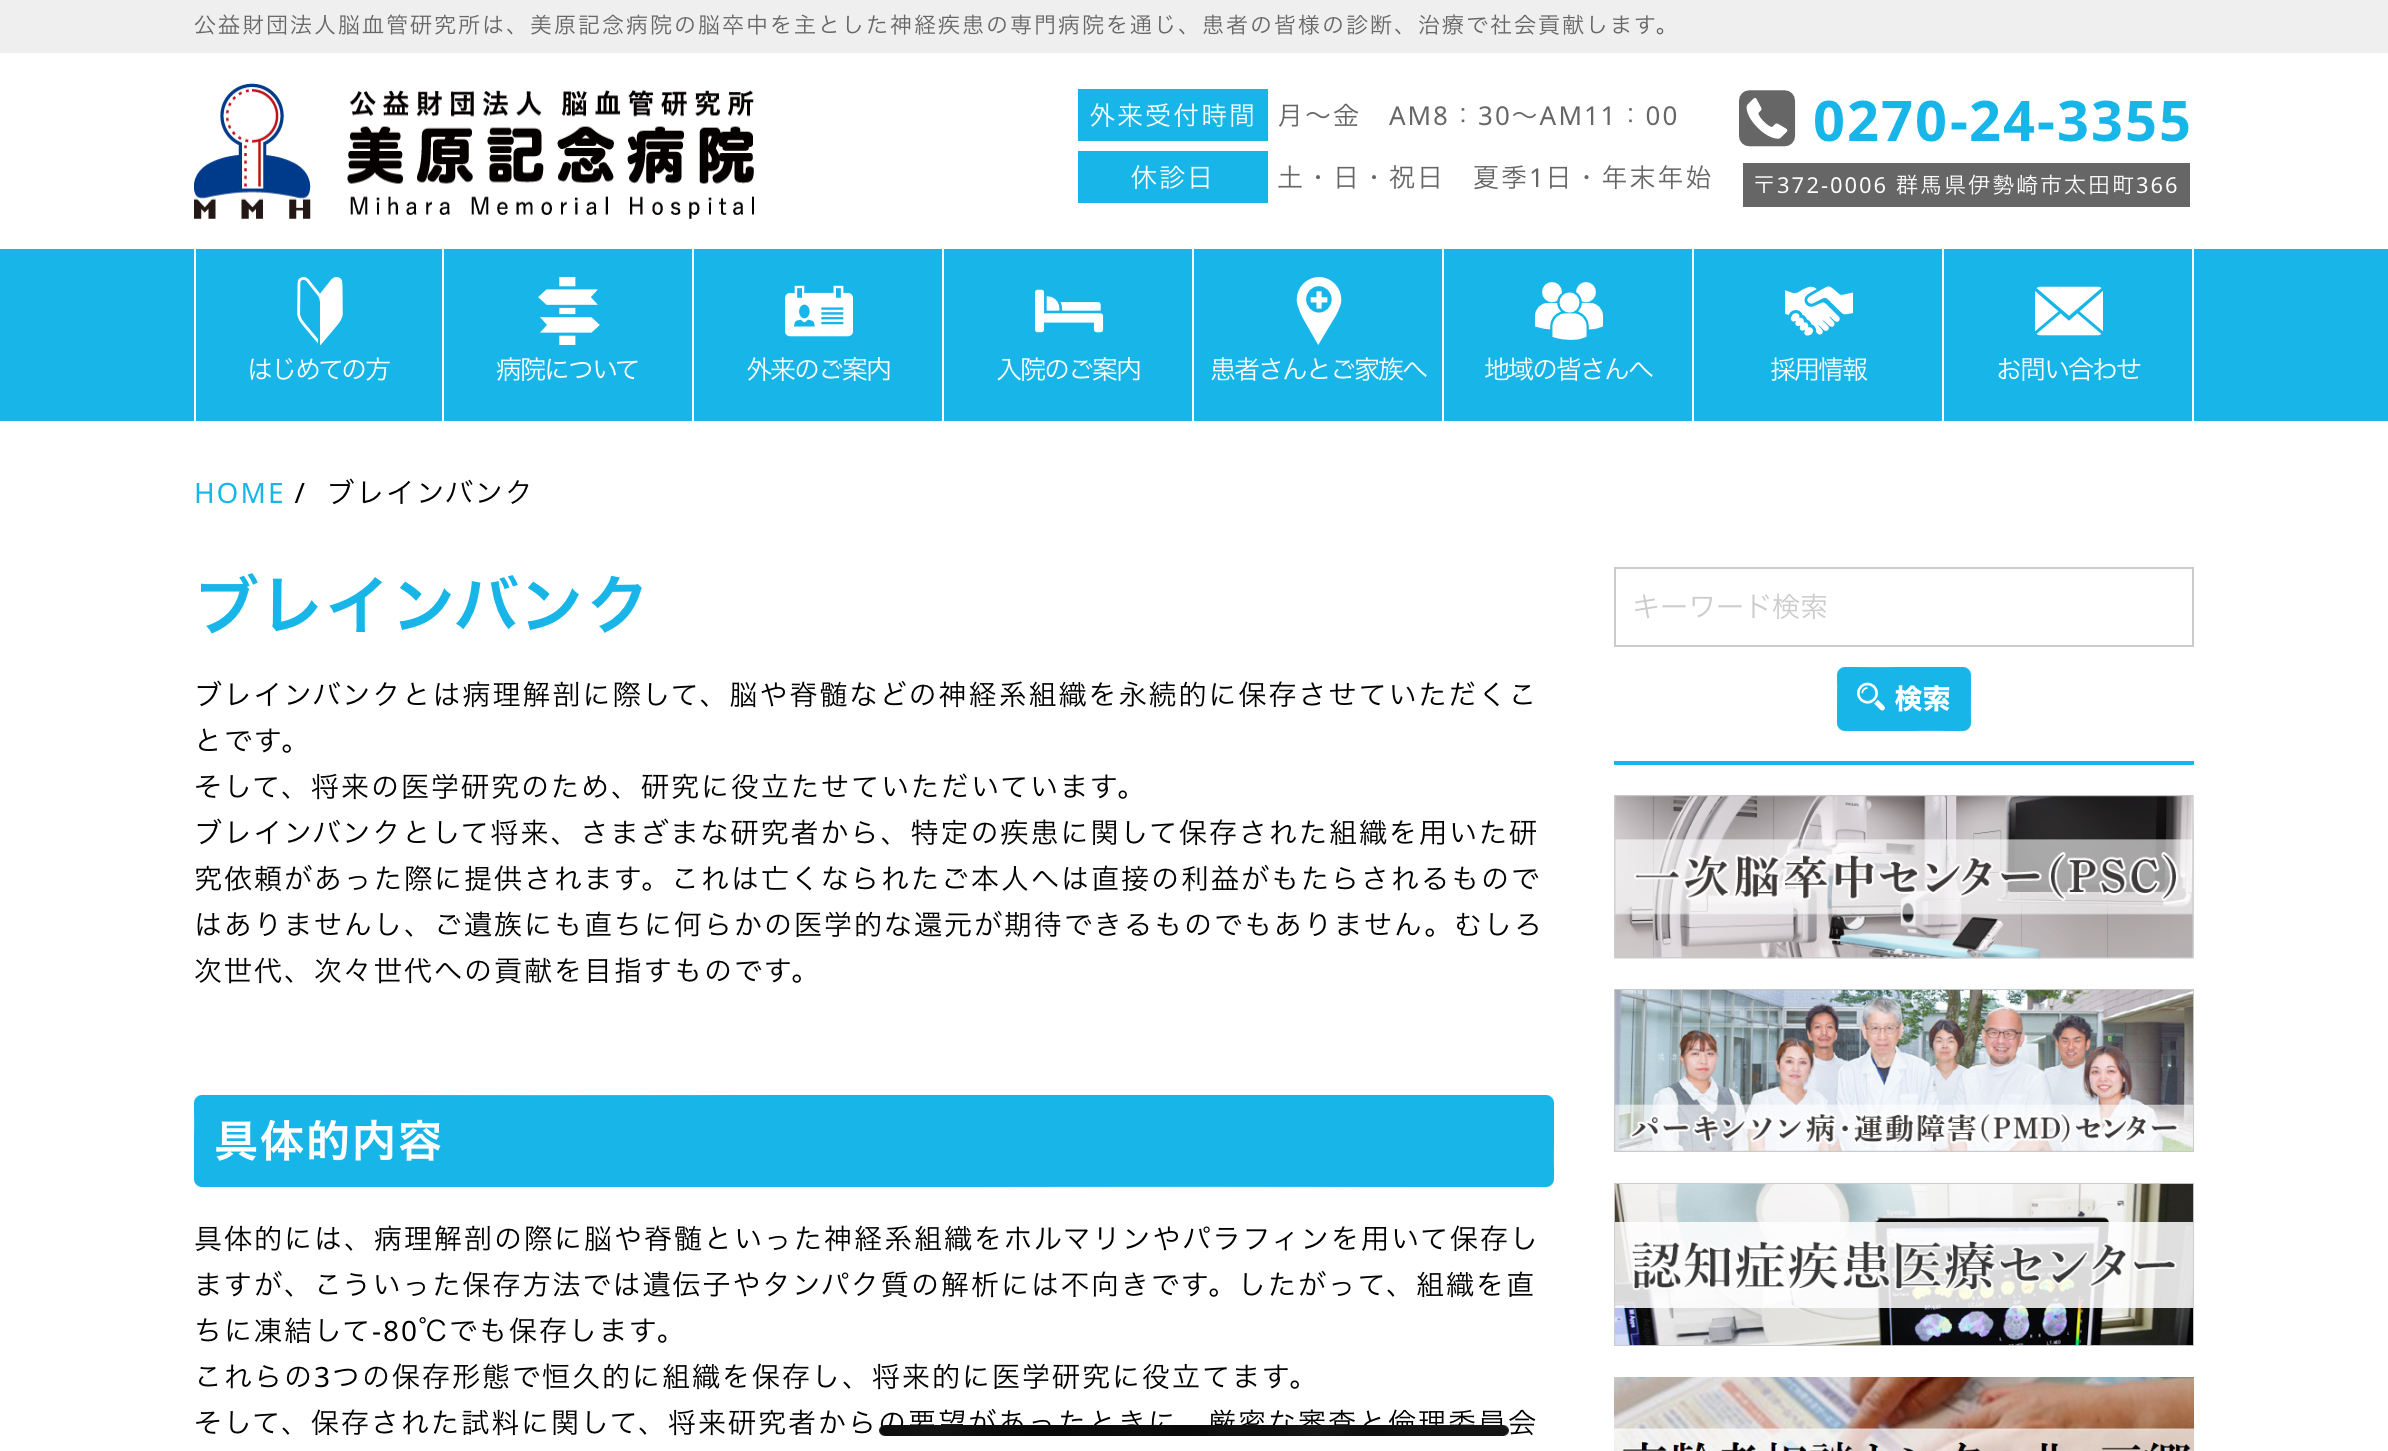 公益財団法人脳血管研究所は、美原記念病院の脳卒中を主とした神経疾患の専門病院を通じ、患者の皆様の診断、治療で社会貢献します。
公益財団法人 脳血管研究所
美原記念病院
Mihara Memorial Hospital
MMH
外来受付時間 月～金　AM8：30～AM11：00
休診日 土・日・祝日　夏季1日・年末年始
0270-24-3355
〒372-0006 群馬県伊勢崎市太田町366
はじめての方
病院について
外来のご案内
入院のご案内
患者さんとご家族へ
地域の皆さんへ
採用情報
お問い合わせ
HOME / ブレインバンク
ブレインバンク
ブレインバンクとは病理解剖に際して、脳や脊髄などの神経系組織を永続的に保存させていただくこ
とです。
そして、将来の医学研究のため、研究に役立たせていただいています。
ブレインバンクとして将来、さまざまな研究者から、特定の疾患に関して保存された組織を用いた研
究依頼があった際に提供されます。これは亡くなられたご本人へは直接の利益がもたらされるもので
はありませんし、ご遺族にも直ちに何らかの医学的な還元が期待できるものでもありません。むしろ
次世代、次々世代への貢献を目指すものです。
具体的内容
具体的には、病理解剖の際に脳や脊髄といった神経系組織をホルマリンやパラフィンを用いて保存し
ますが、こういった保存方法では遺伝子やタンパク質の解析には不向きです。したがって、組織を直
ちに凍結して-80℃でも保存します。
これらの3つの保存形態で恒久的に組織を保存し、将来的に医学研究に役立てます。
そして、保存された試料に関して、将来研究者からの要望があったときに、厳密な審査と倫理委員会
キーワード検索
検索
一次脳卒中センター(PSC)
パーキンソン病・運動障害(PMD)センター
認知症疾患医療センター